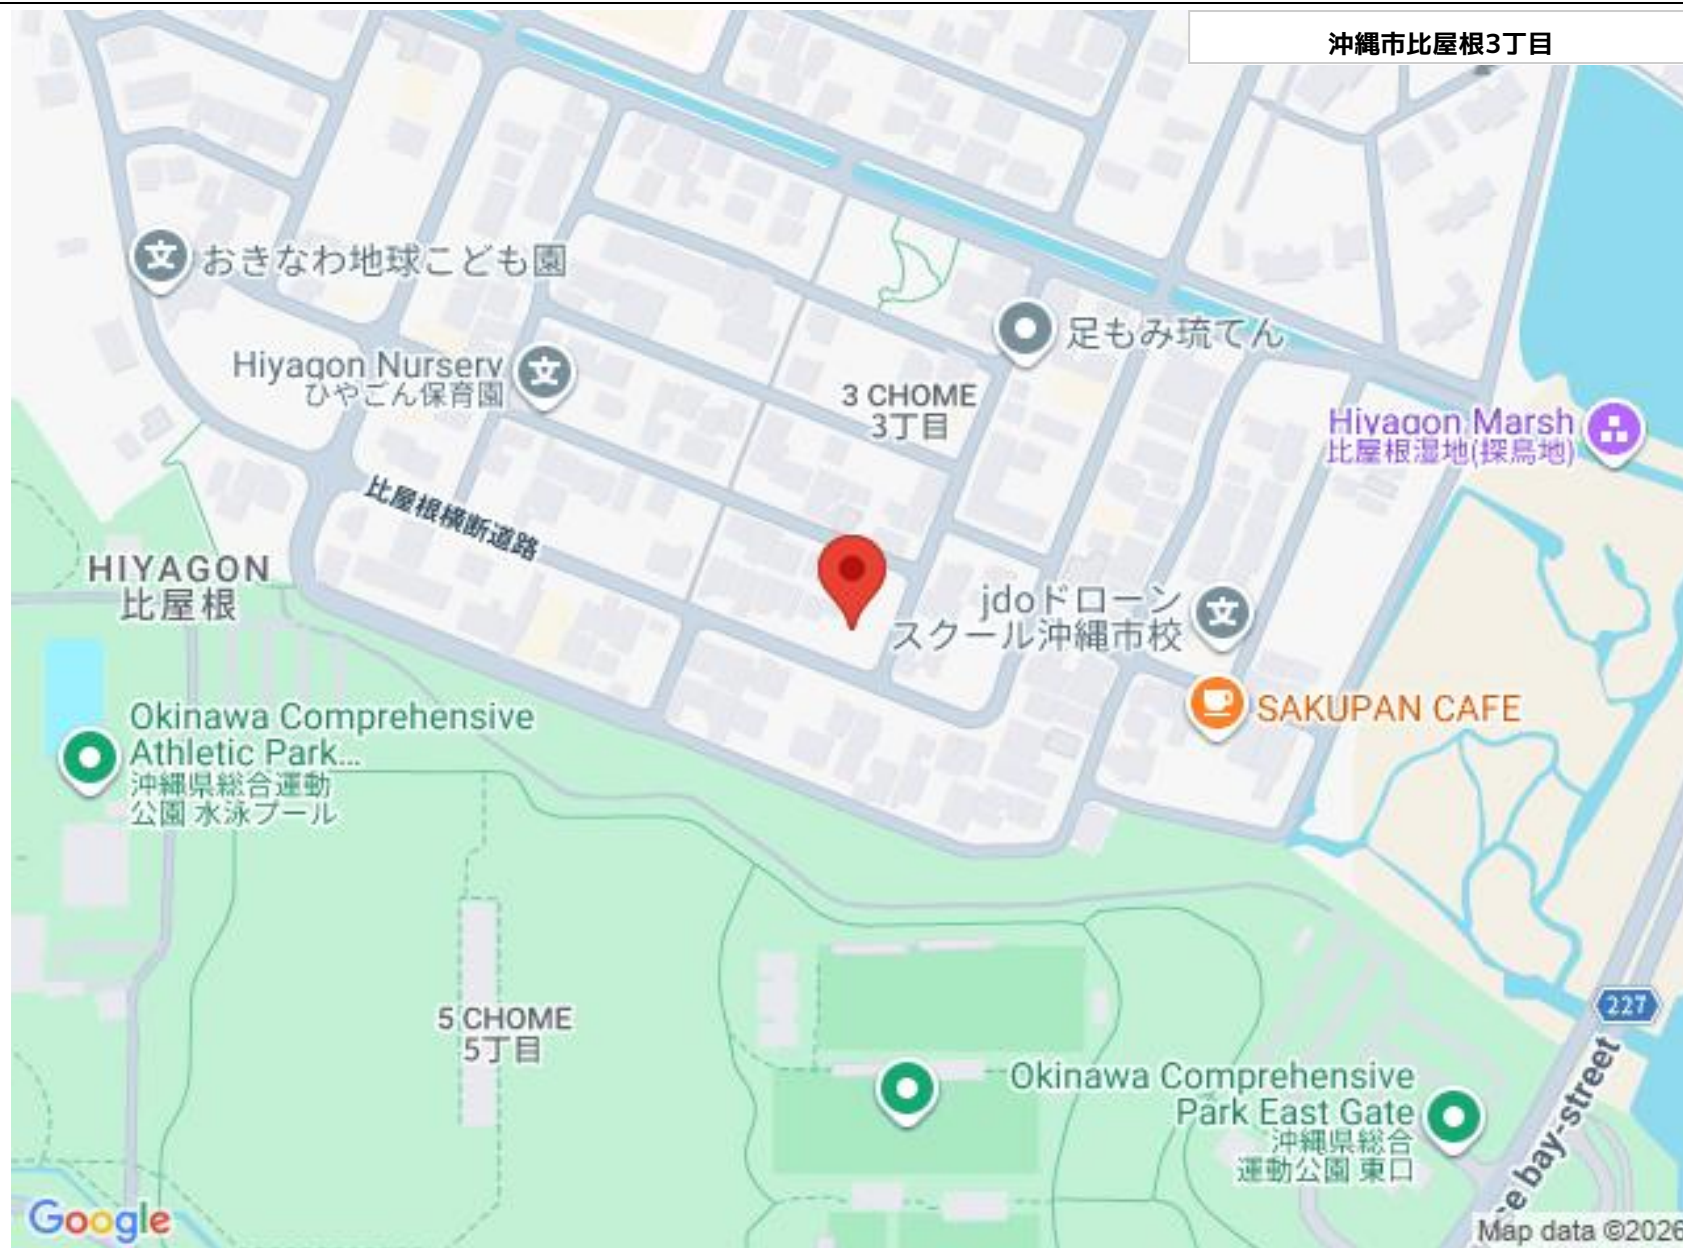 沖縄市比屋根3丁目
おきなわ地球こども園
足もみ琉てん
Hiyagon Nursery
ひやごん保育園
3 CHOME
3丁目
Hiyagon Marsh
比屋根湿地(探鳥地)
比屋根横断道路
HIYAGON
比屋根
jdoドローン
スクール沖縄市校
SAKUPAN CAFE
Okinawa Comprehensive
Athletic Park...
沖縄県総合運動
公園 水泳プール
5 CHOME
5丁目
227
Okinawa Comprehensive
Park East Gate
沖縄県総合
運動公園 東口
bay-street
Google
Map data ©2026